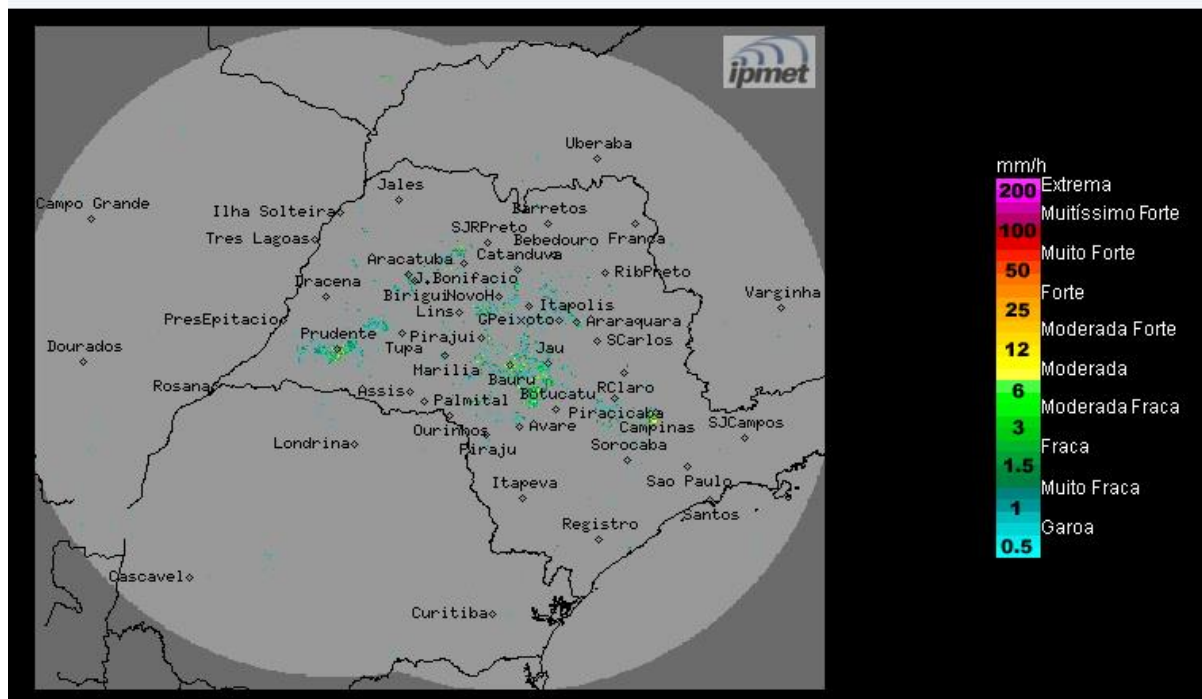 ipmet
Uberaba
Jales
Campo Grande
Ilha Solteira
Barretos
SJRPreto
Tres Lagoas
Bebedouro
Franca
Aracatuba
Catanduva
J.Bonifacio
RibPreto
Dracena
Birigui
NovoH
Itapolis
Varginha
Lins
PresEpitacio
GPeixoto
Araraquara
Prudente
Pirajui
SCarlos
Dourados
Tupa
Jau
Marilia
Bauru
Rosana
Assis
Botucatu
RClaro
Palmital
Piracicaba
Ourinhos
Avare
Campinas
SJCampos
Londrina
Piraju
Sorocaba
Itapeva
Sao Paulo
Santos
Registro
Cascavel
Curitiba
mm/h
200 Extrema
Muitíssimo Forte
100
Muito Forte
50
Forte
25
Moderada Forte
12
Moderada
6
Moderada Fraca
3
Fraca
1.5
Muito Fraca
1
Garoa
0.5